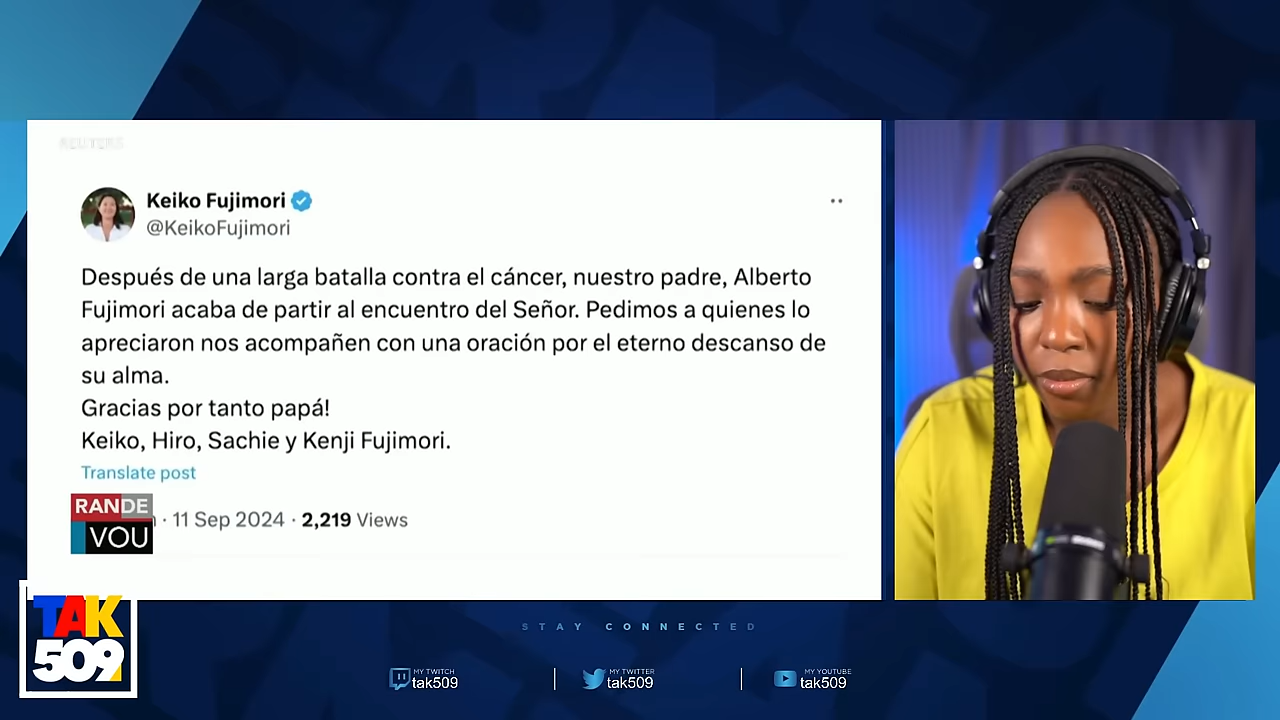 REUTERS
Keiko Fujimori
@KeikoFujimori
Después de una larga batalla contra el cáncer, nuestro padre, Alberto
Fujimori acaba de partir al encuentro del Señor. Pedimos a quienes lo
apreciaron nos acompañen con una oración por el eterno descanso de
su alma.
Gracias por tanto papá!
Keiko, Hiro, Sachie y Kenji Fujimori.
Translate post
· 11 Sep 2024 · 2,219 Views
RANDE
VOU
TAK
509
STAY CONNECTED
MY TWITCH
tak509
MY TWITTER
tak509
MY YOUTUBE
tak509